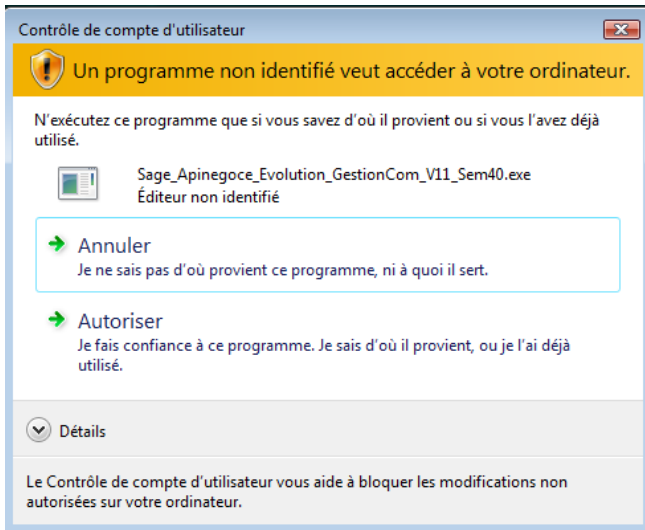 Contrôle de compte d'utilisateur
Un programme non identifié veut accéder à votre ordinateur.
N'exécutez ce programme que si vous savez d'où il provient ou si vous l'avez déjà
utilisé.
Sage_Apinegoce_Evolution_GestionCom_V11_Sem40.exe
Éditeur non identifié
Annuler
Je ne sais pas d'où provient ce programme, ni à quoi il sert.
Autoriser
Je fais confiance à ce programme. Je sais d'où il provient, ou je l'ai déjà
utilisé.
Détails
Le Contrôle de compte d'utilisateur vous aide à bloquer les modifications non
autorisées sur votre ordinateur.